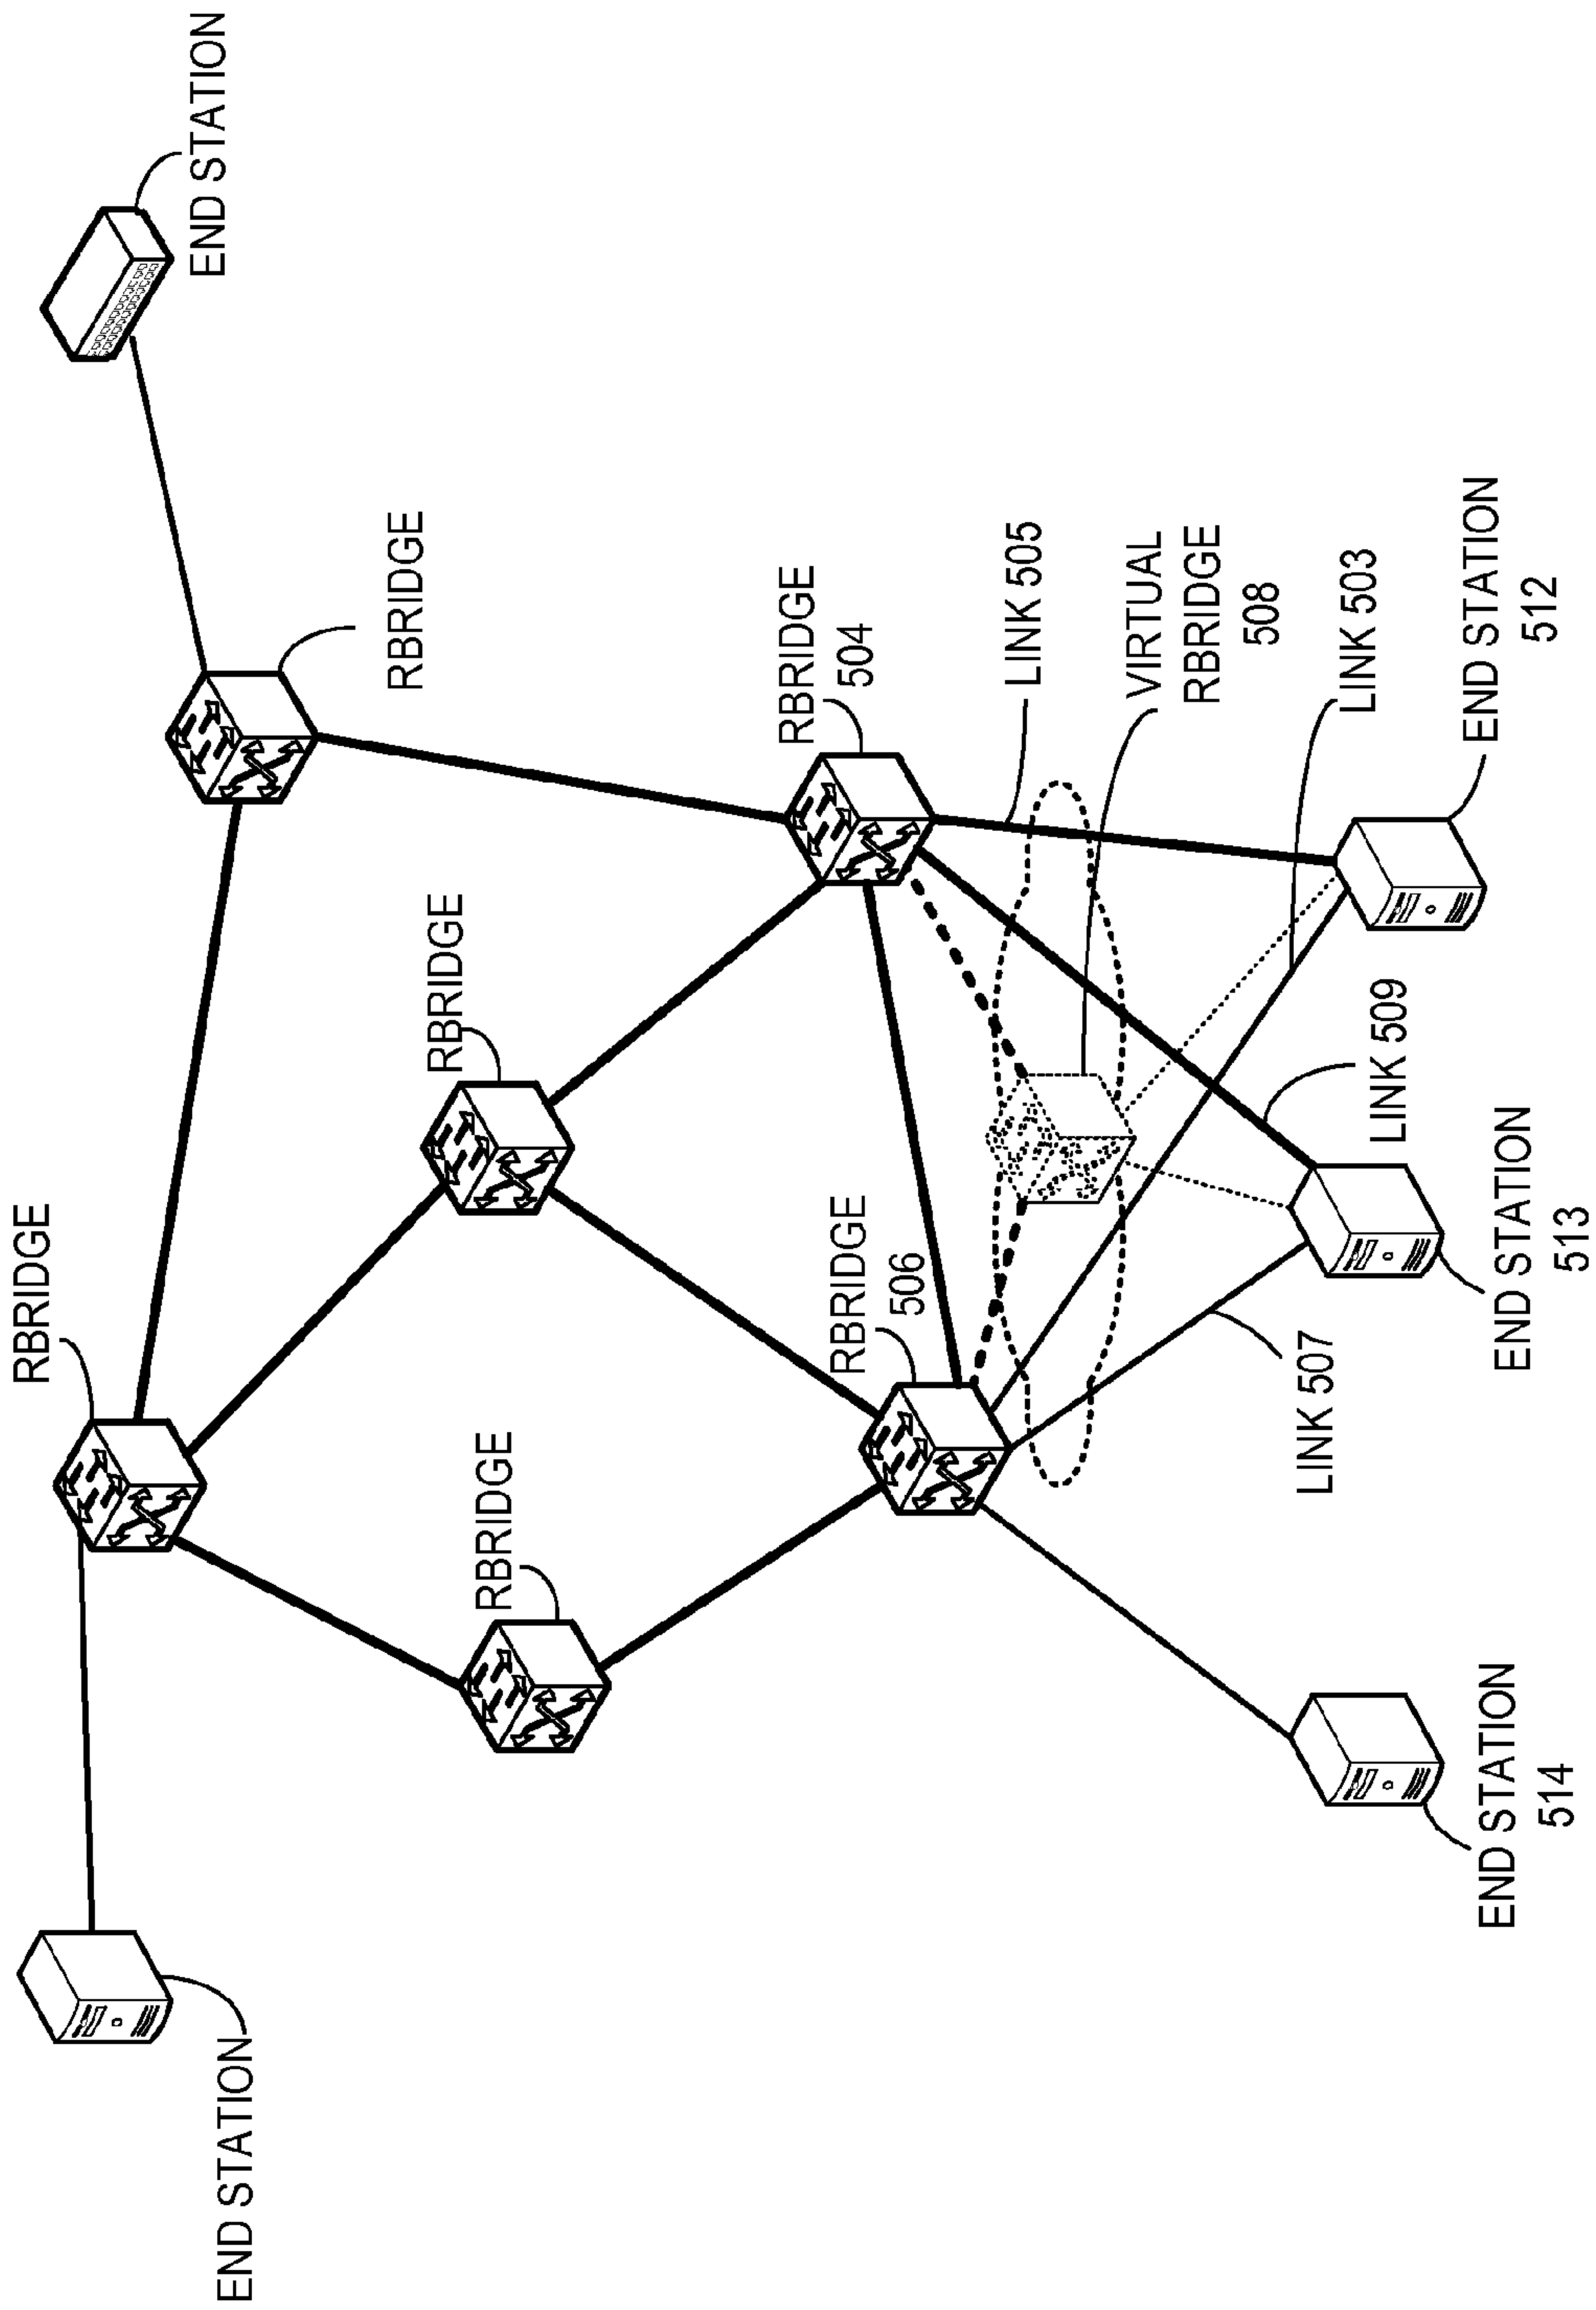 RBRIDGE
END STATION
END STATION
RBRIDGE
RBRIDGE
RBRIDGE
RBRIDGE
504
RBRIDGE
506
LINK 505
VIRTUAL
RBRIDGE
508
LINK 507
LINK 509
LINK 503
END STATION
514
END STATION
513
END STATION
512